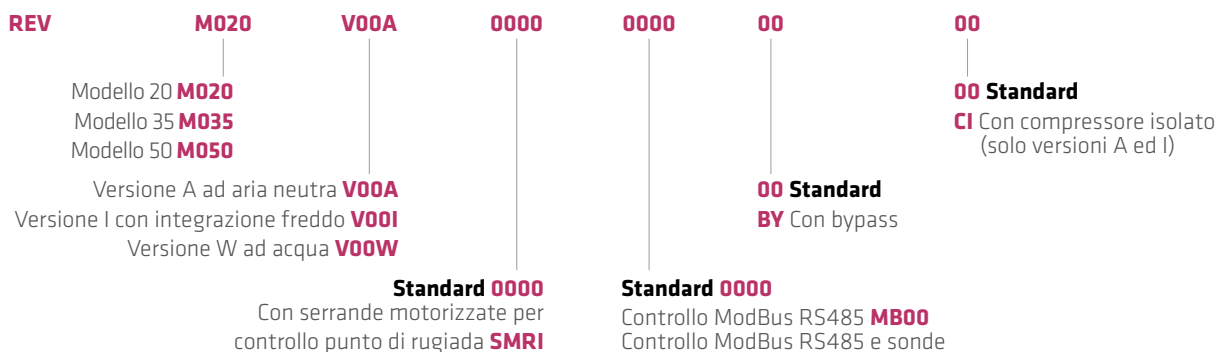 REV M020 V00A 0000 0000 00 00
Modello 20 M020
Modello 35 M035
Modello 50 M050
00 Standard
CI Con compressore isolato
(solo versioni A ed I)
Versione A ad aria neutra V00A
Versione I con integrazione freddo V00I
Versione W ad acqua V00W
00 Standard
BY Con bypass
Standard 0000
Con serrande motorizzate per
controllo punto di rugiada SMRI
Standard 0000
Controllo ModBus RS485 MB00
Controllo ModBus RS485 e sonde